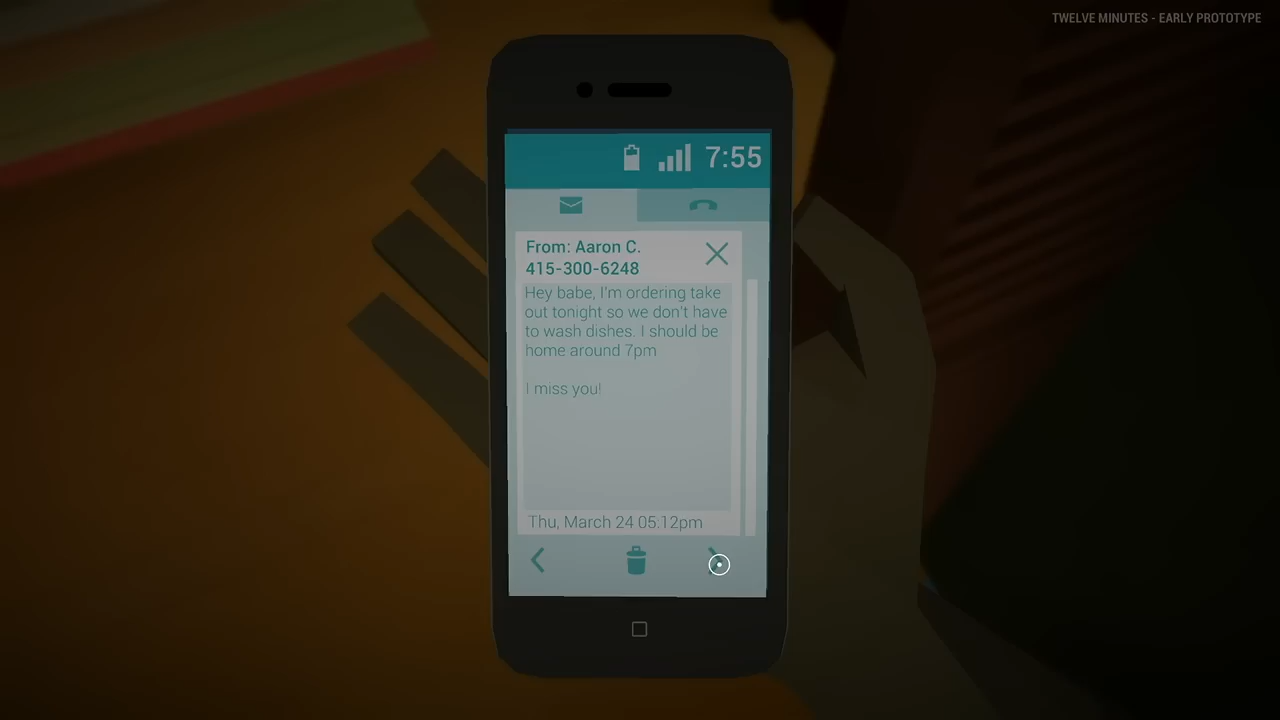 TWELVE MINUTES - EARLY PROTOTYPE
7:55
From: Aaron C.
415-300-6248
Hey babe, I'm ordering take
out tonight so we don't have
to wash dishes. I should be
home around 7pm
I miss you!
Thu, March 24 05:12pm